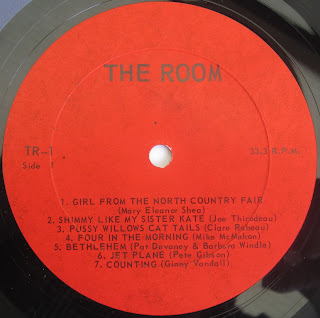 THE ROOM
TR-1
33.3 R.P.M.
Side 1
1. GIRL FROM THE NORTH COUNTRY FAIR
(Mary Eleanor Shea)
2. SHIMMY LIKE MY SISTER KATE (Joe Thibodeau)
3. PUSSY WILLOWS CAT TAILS (Clare Rabeau)
4. FOUR IN THE MORNING (Mike McMahon)
5. BETHLEHEM (Pat Devaney & Barbara Windle)
6. JET PLANE (Pete Gibson)
7. COUNTING (Ginny Vandall)